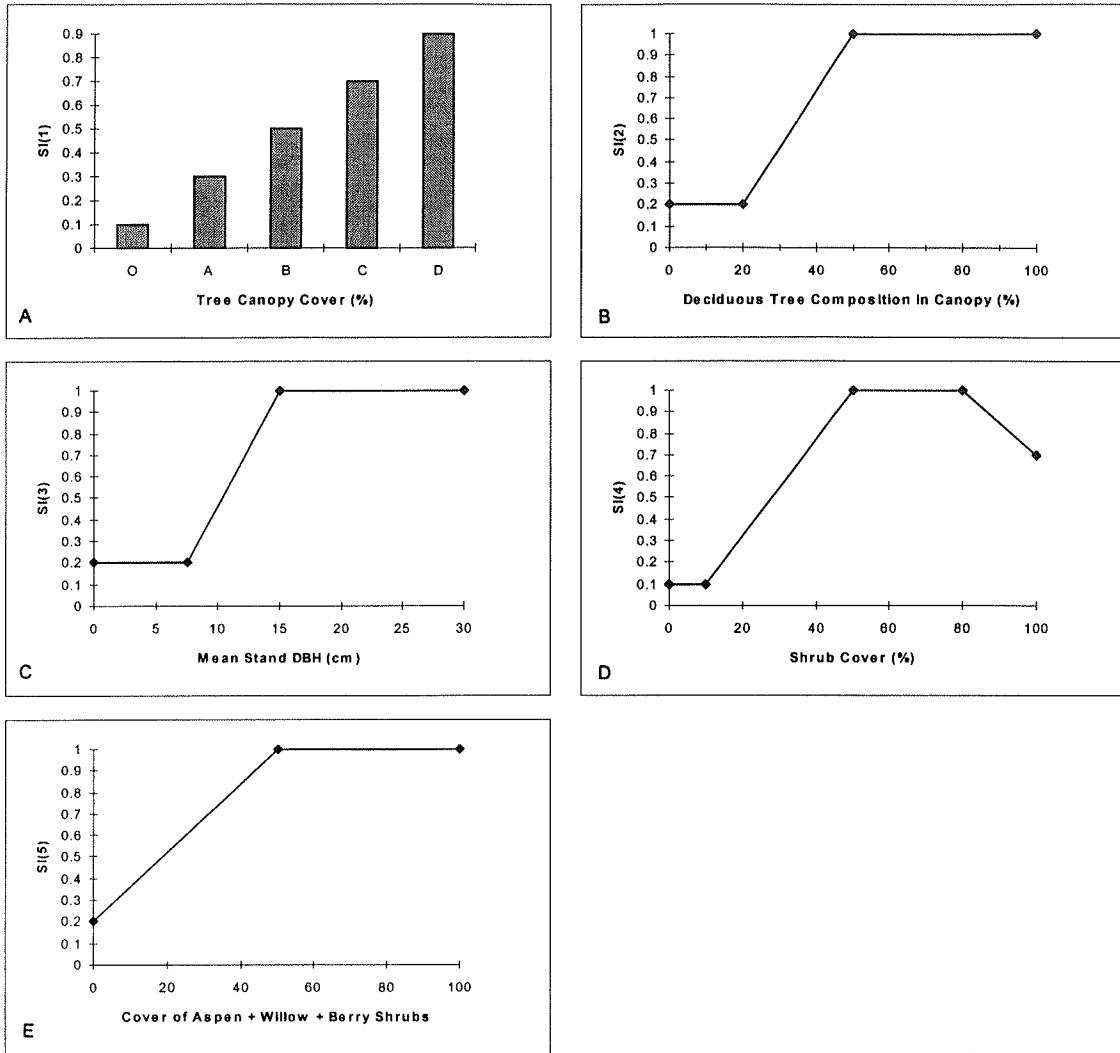 0.9
0.8
0.7
0.6
0.5
0.4
0.3
0.2
0.1
0
SI(1)
O A B C D
Tree Canopy Cover (%)
A
1
0.9
0.8
0.7
0.6
0.5
0.4
0.3
0.2
0.1
0
SI(2)
0 20 40 60 80 100
Deciduous Tree Composition in Canopy (%)
B
1
0.9
0.8
0.7
0.6
0.5
0.4
0.3
0.2
0.1
0
SI(3)
0 5 10 15 20 25 30
Mean Stand DBH (cm)
C
1
0.9
0.8
0.7
0.6
0.5
0.4
0.3
0.2
0.1
0
SI(4)
0 20 40 60 80 100
Shrub Cover (%)
D
1
0.9
0.8
0.7
0.6
0.5
0.4
0.3
0.2
0.1
0
SI(5)
0 20 40 60 80 100
Cover of Aspen + Willow + Berry Shrubs
E